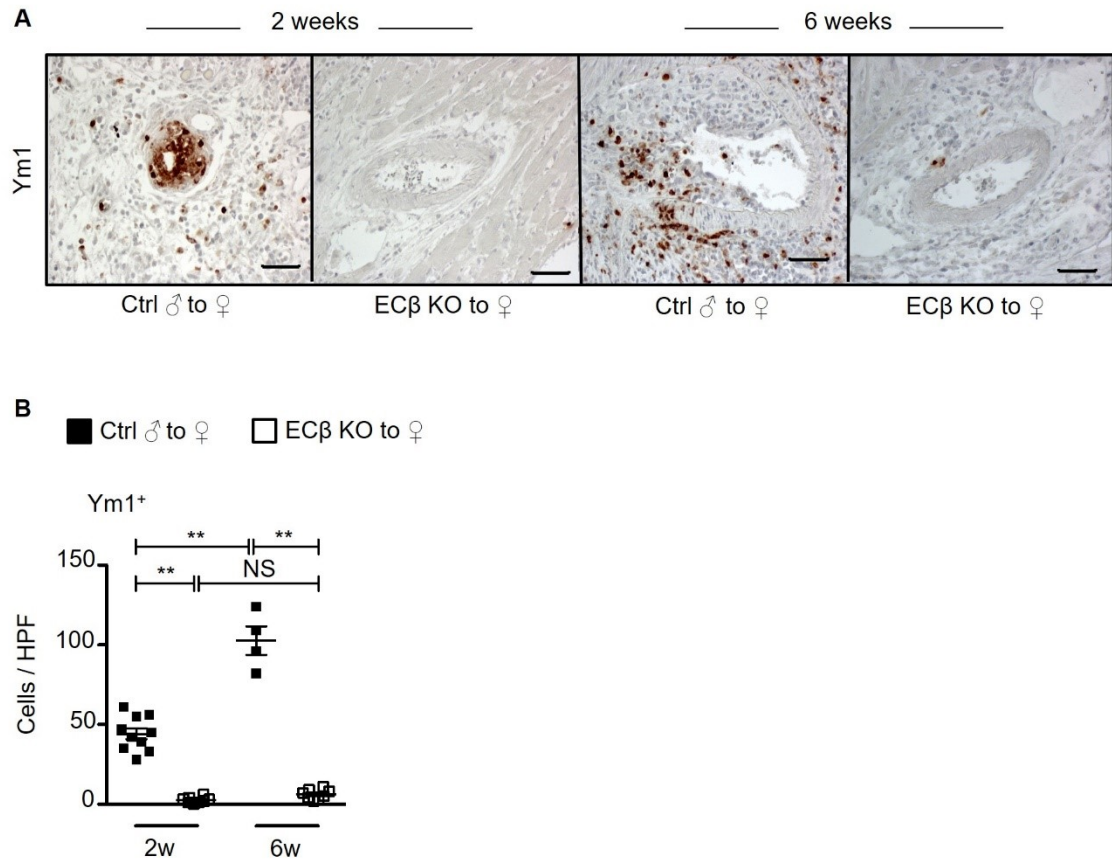 A
2 weeks
6 weeks
Ym1
Ctrl ♂ to ♀
ECβ KO to ♀
Ctrl ♂ to ♀
ECβ KO to ♀
B
Ctrl ♂ to ♀
ECβ KO to ♀
Ym1⁺
**
**
**
NS
150
100
50
0
Cells / HPF
2w
6w